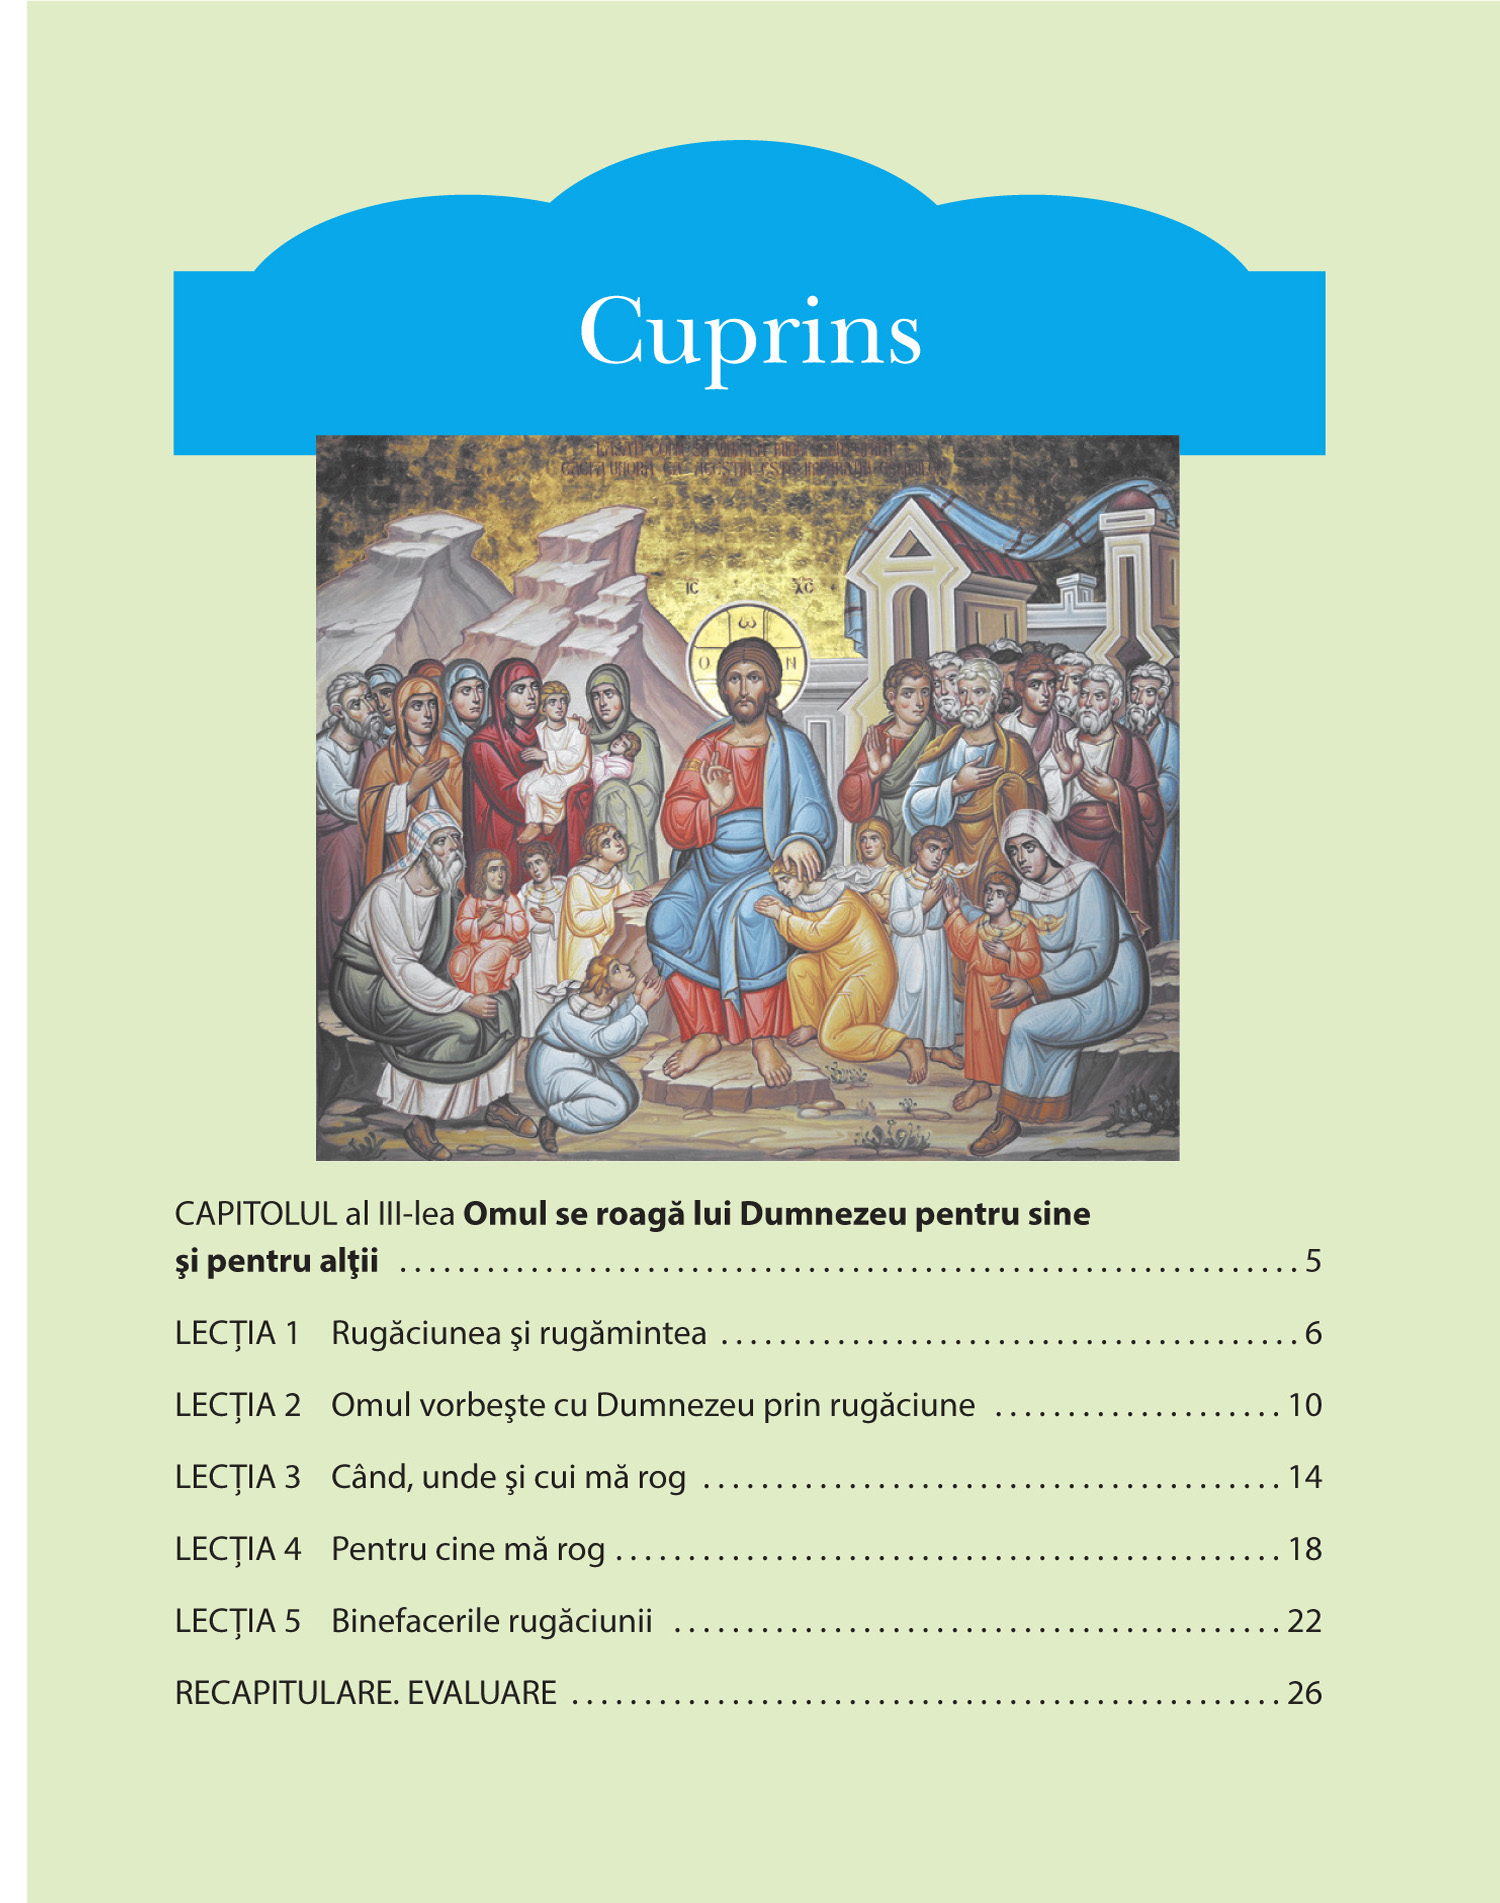 Cuprins
IC XC
O ω N
CAPITOLUL al III-lea Omul se roagă lui Dumnezeu pentru sine
şi pentru alţii ............................................................. 5
LECŢIA 1 Rugăciunea şi rugămintea ....................................... 6
LECŢIA 2 Omul vorbeşte cu Dumnezeu prin rugăciune .................... 10
LECŢIA 3 Când, unde şi cui mă rog ........................................ 14
LECŢIA 4 Pentru cine mă rog .............................................. 18
LECŢIA 5 Binefacerile rugăciunii .......................................... 22
RECAPITULARE. EVALUARE ................................................. 26